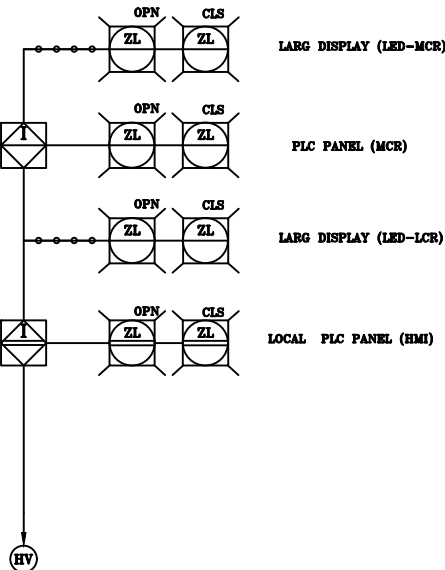 OPN CLS
ZL ZL LARG DISPLAY (LED-MCR)
OPN CLS
I ZL ZL PLC PANEL (MCR)
OPN CLS
ZL ZL LARG DISPLAY (LED-LCR)
OPN CLS
I ZL ZL LOCAL PLC PANEL (HMI)
HV